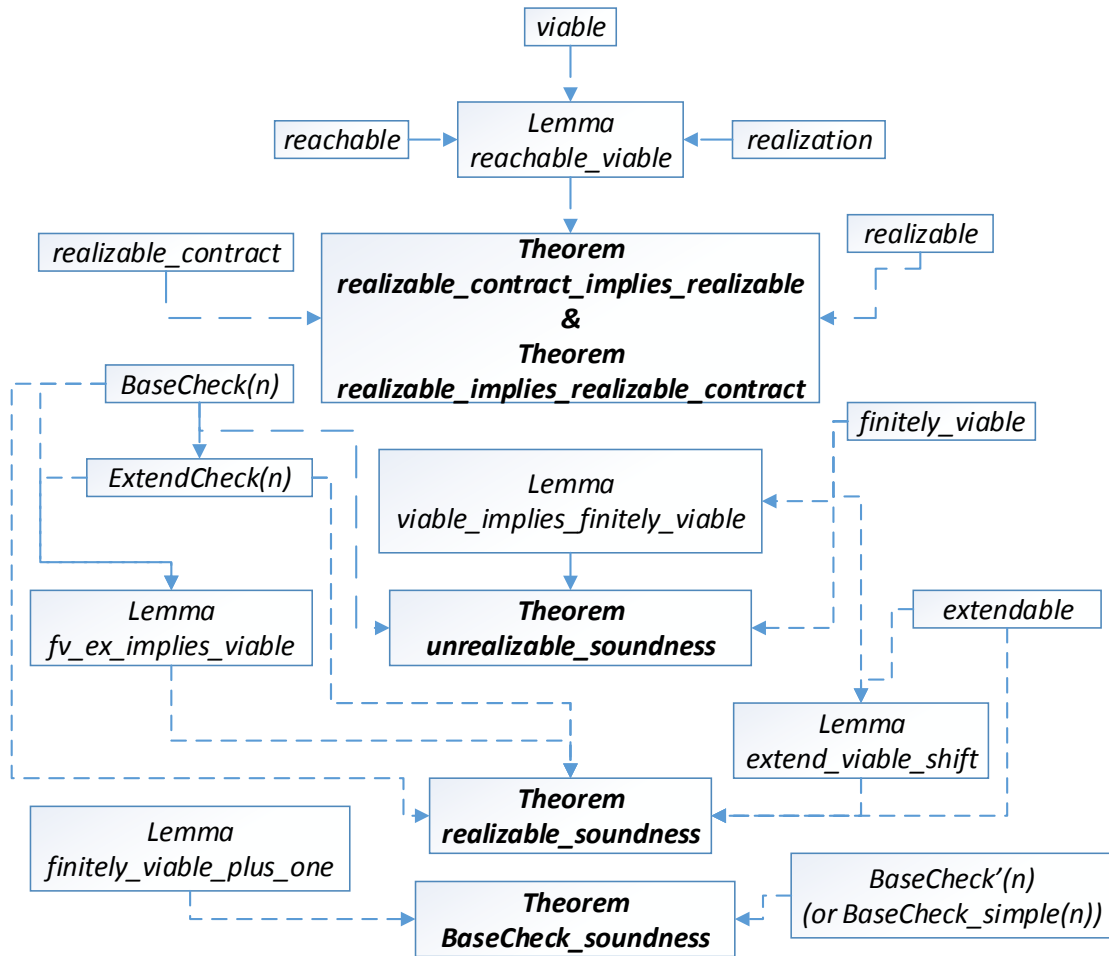 viable
reachable
Lemma
reachable_viable
realization
realizable_contract
Theorem
realizable_contract_implies_realizable
&
Theorem
realizable_implies_realizable_contract
realizable
BaseCheck(n)
finitely_viable
ExtendCheck(n)
Lemma
viable_implies_finitely_viable
Lemma
fv_ex_implies_viable
Theorem
unrealizable_soundness
extendable
Lemma
extend_viable_shift
Theorem
realizable_soundness
Lemma
finitely_viable_plus_one
Theorem
BaseCheck_soundness
BaseCheck’(n)
(or BaseCheck_simple(n))